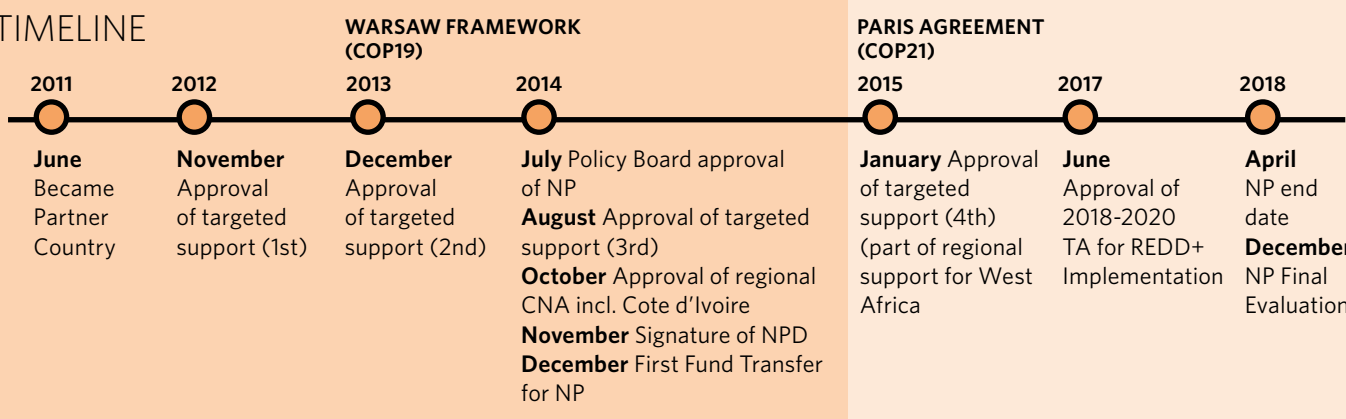 TIMELINE
WARSAW FRAMEWORK
(COP19)
PARIS AGREEMENT
(COP21)
2011
June
Became
Partner
Country
2012
November
Approval
of targeted
support (1st)
2013
December
Approval
of targeted
support (2nd)
2014
July Policy Board approval
of NP
August Approval of targeted
support (3rd)
October Approval of regional
CNA incl. Cote d’Ivoire
November Signature of NPD
December First Fund Transfer
for NP
2015
January Approval
of targeted
support (4th)
(part of regional
support for West
Africa
2017
June
Approval of
2018-2020
TA for REDD+
Implementation
2018
April
NP end
date
December
NP Final
Evaluation